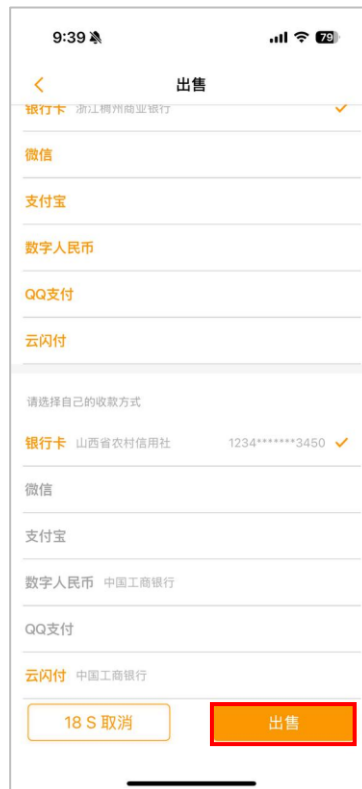 9:39
79
出售
银行卡 浙江稠州商业银行
微信
支付宝
数字人民币
QQ支付
云闪付
请选择自己的收款方式
银行卡 山西省农村信用社 1234*******3450
微信
支付宝
数字人民币 中国工商银行
QQ支付
云闪付 中国工商银行
18 S 取消 出售